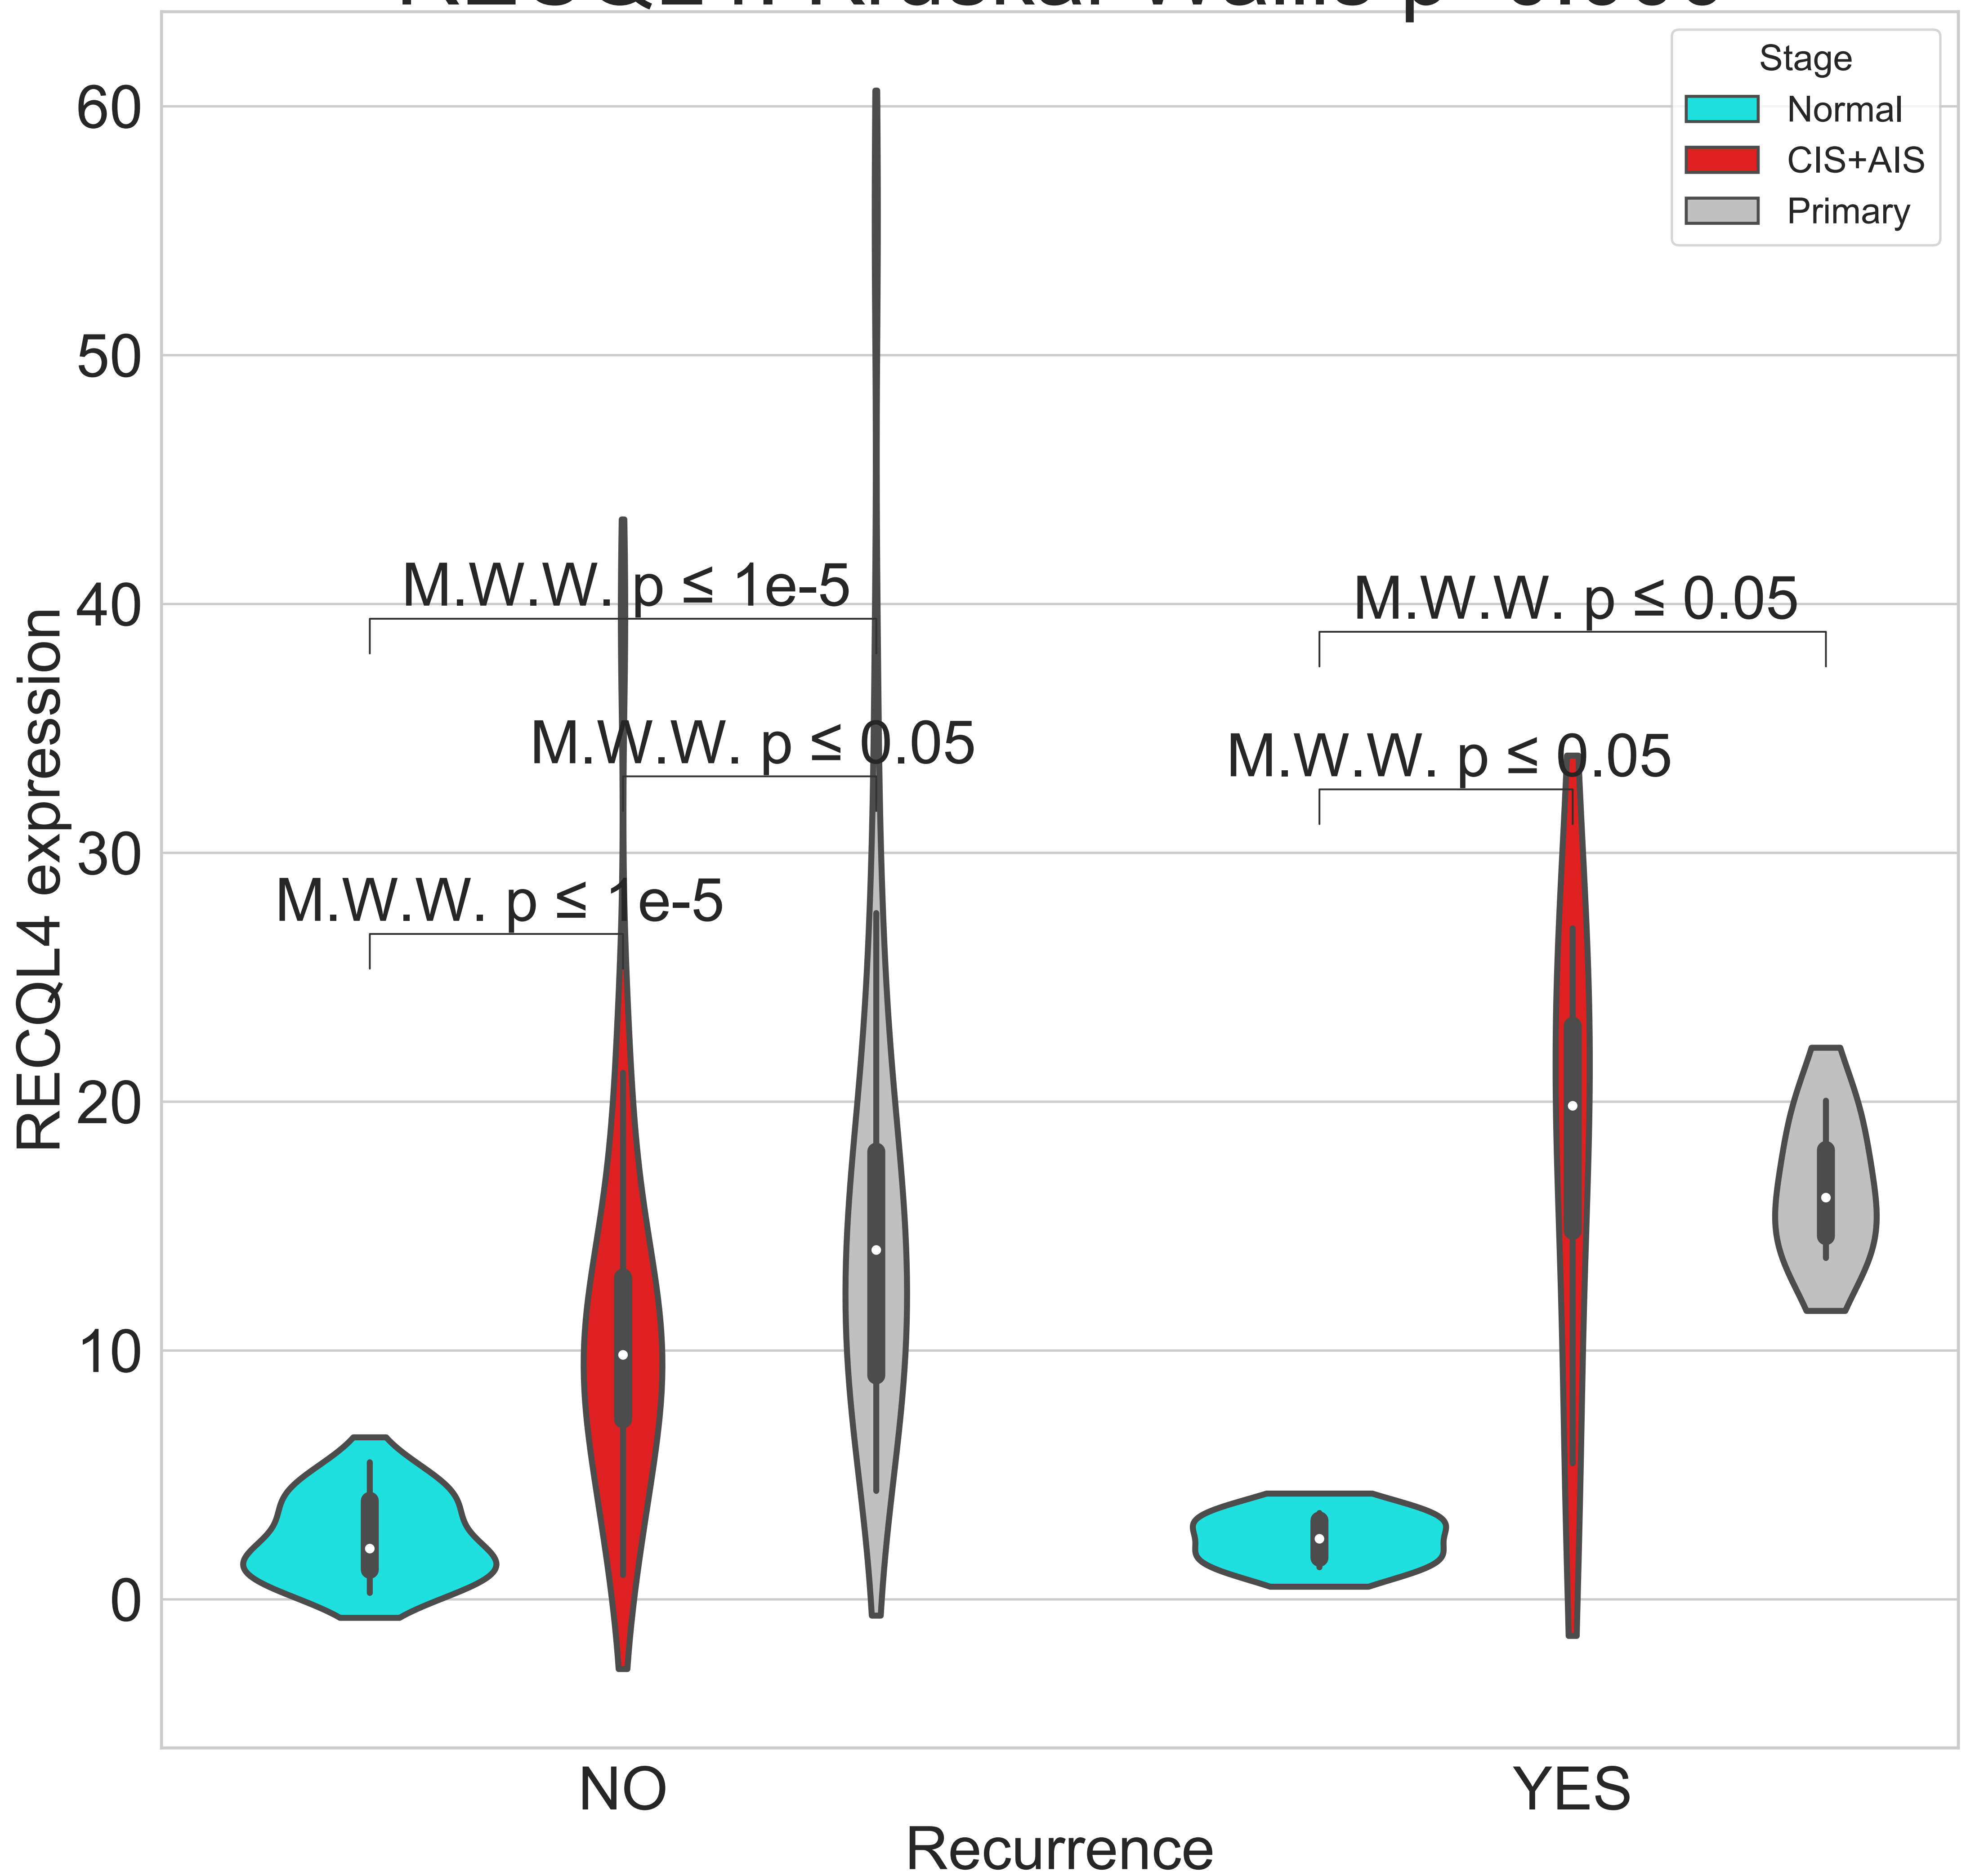 Stage
Normal
CIS+AIS
Primary
60
50
40
30
20
10
0
RECQL4 expression
M.W.W. p ≤ 1e-5
M.W.W. p ≤ 0.05
M.W.W. p ≤ 0.05
M.W.W. p ≤ 0.05
M.W.W. p ≤ 1e-5
NO
YES
Recurrence